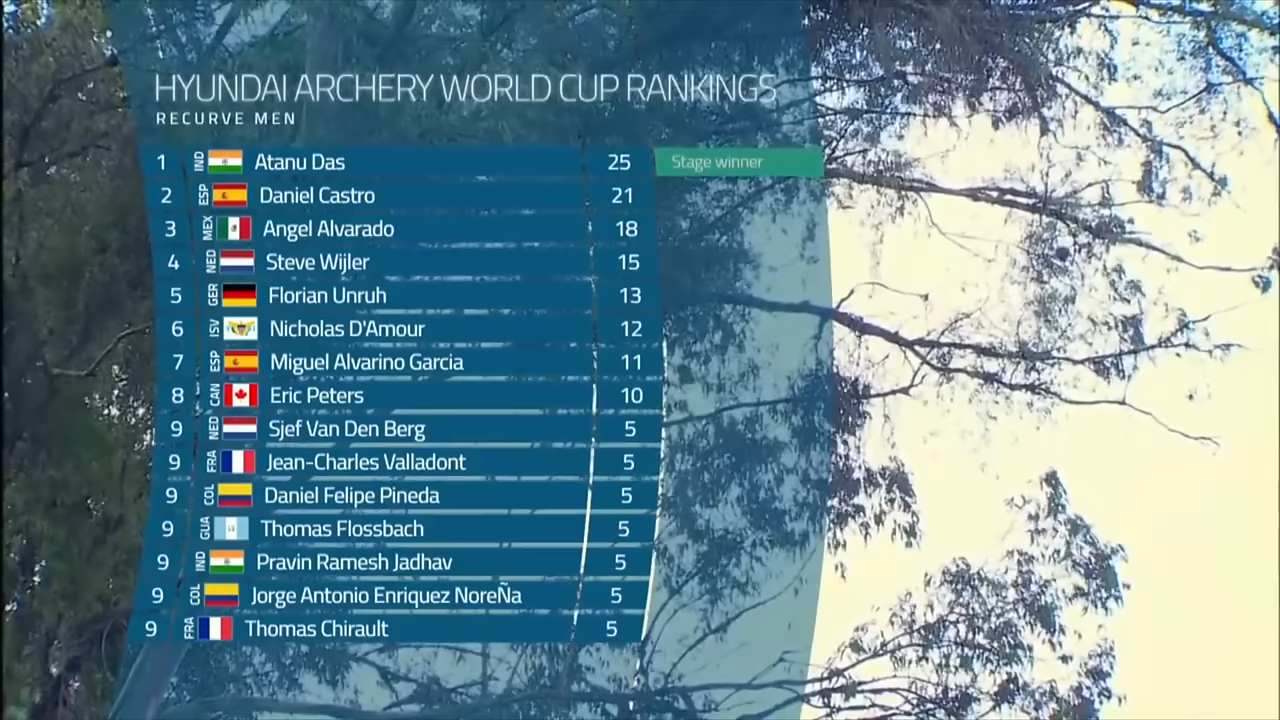 HYUNDAI ARCHERY WORLD CUP RANKINGS
RECURVE MEN
1 IND Atanu Das 25 Stage winner
2 ESP Daniel Castro 21
3 MEX Angel Alvarado 18
4 NED Steve Wijler 15
5 GER Florian Unruh 13
6 ISV Nicholas D'Amour 12
7 ESP Miguel Alvarino Garcia 11
8 CAN Eric Peters 10
9 NED Sjef Van Den Berg 5
9 FRA Jean-Charles Valladont 5
9 COL Daniel Felipe Pineda 5
9 GUA Thomas Flossbach 5
9 IND Pravin Ramesh Jadhav 5
9 COL Jorge Antonio Enriquez NoreÑa 5
9 FRA Thomas Chirault 5